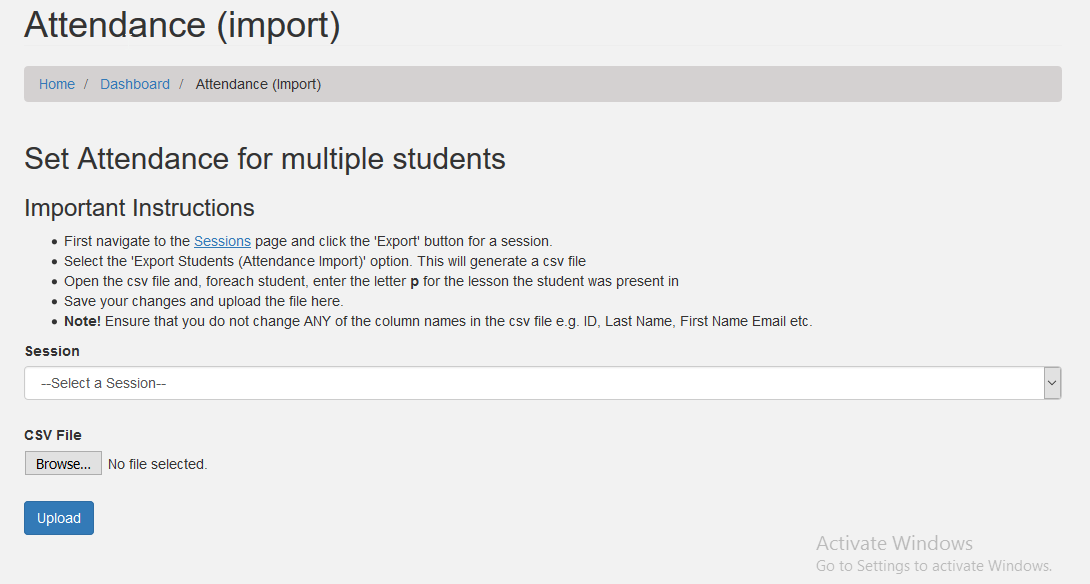 Attendance (import)
Home / Dashboard / Attendance (Import)
Set Attendance for multiple students
Important Instructions
• First navigate to the Sessions page and click the 'Export' button for a session.
• Select the 'Export Students (Attendance Import)' option. This will generate a csv file
• Open the csv file and, foreach student, enter the letter p for the lesson the student was present in
• Save your changes and upload the file here.
• Note! Ensure that you do not change ANY of the column names in the csv file e.g. ID, Last Name, First Name Email etc.
Session
--Select a Session--
CSV File
Browse... No file selected.
Upload
Activate Windows
Go to Settings to activate Windows.